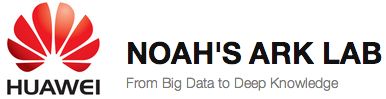 HUAWEI
NOAH'S ARK LAB
From Big Data to Deep Knowledge